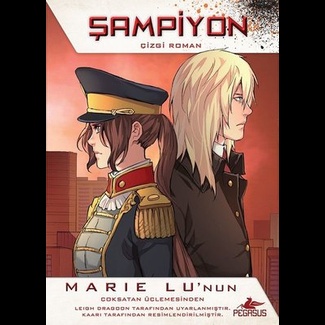 ŞAMPİYON
ÇİZGİ ROMAN
MARIE LU'NUN
ÇOKSATAN ÜÇLEMESİNDEN
LEIGH DRAGOON TARAFINDAN UYARLANMIŞTIR.
KAARI TARAFINDAN RESİMLENDİRİLMİŞTİR.
PEGASUS